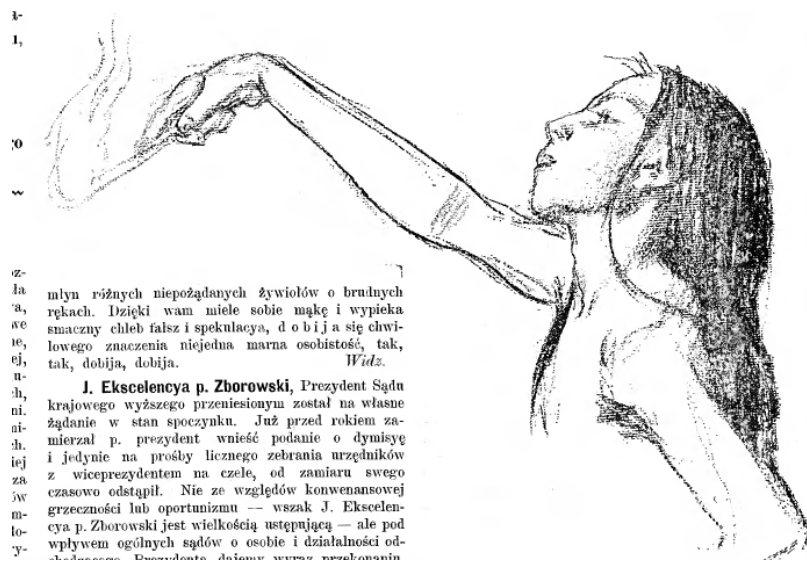 młyn różnych niepożądanych żywiołów o brudnych
rękach. Dzięki wam miele sobie mąkę i wypieka
smaczny chleb fałsz i spekulacya, d o b i j a się chwi-
lowego znaczenia niejedna marna osobistość, tak,
tak, dobija, dobija. Widz.
J. Ekscelencya p. Zborowski, Prezydent Sądu
krajowego wyższego przeniesionym został na własne
żądanie w stan spoczynku. Już przed rokiem za-
mierzał p. prezydent wnieść podanie o dymisyę
i jedynie na prośby licznego zebrania urzędników
z wiceprezydentem na czele, od zamiaru swego
czasowo odstąpił. Nie ze względów konwenansowej
grzeczności lub oportunizmu — wszak J. Ekscelen-
cya p. Zborowski jest wielkością ustępującą — ale pod
wpływem ogólnych sądów o osobie i działalności od-
chodzącego Prezydenta dajemy wyraz